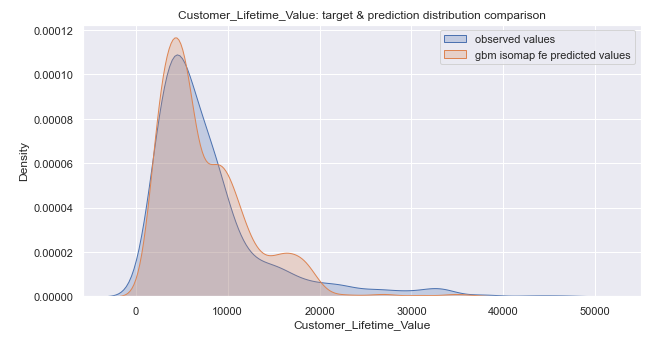 Customer_Lifetime_Value: target & prediction distribution comparison
observed values
gbm isomap fe predicted values
Density
0.00012
0.00010
0.00008
0.00006
0.00004
0.00002
0.00000
0
10000
20000
30000
40000
50000
Customer_Lifetime_Value